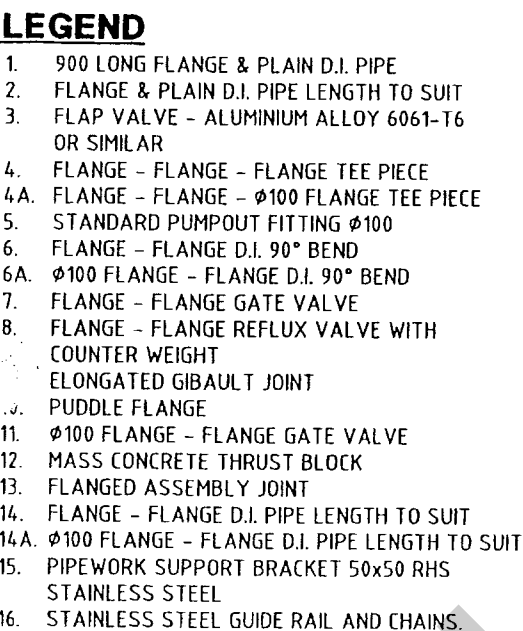 LEGEND
1. 900 LONG FLANGE & PLAIN D.I. PIPE
2. FLANGE & PLAIN D.I. PIPE LENGTH TO SUIT
3. FLAP VALVE - ALUMINIUM ALLOY 6061-T6
OR SIMILAR
4. FLANGE - FLANGE - FLANGE TEE PIECE
4A. FLANGE - FLANGE - Ø100 FLANGE TEE PIECE
5. STANDARD PUMPOUT FITTING Ø100
6. FLANGE - FLANGE D.I. 90° BEND
6A. Ø100 FLANGE - FLANGE D.I. 90° BEND
7. FLANGE - FLANGE GATE VALVE
8. FLANGE - FLANGE REFLUX VALVE WITH
COUNTER WEIGHT
ELONGATED GIBAULT JOINT
PUDDLE FLANGE
11. Ø100 FLANGE - FLANGE GATE VALVE
12. MASS CONCRETE THRUST BLOCK
13. FLANGED ASSEMBLY JOINT
14. FLANGE - FLANGE D.I. PIPE LENGTH TO SUIT
14A. Ø100 FLANGE - FLANGE D.I. PIPE LENGTH TO SUIT
15. PIPEWORK SUPPORT BRACKET 50x50 RHS
STAINLESS STEEL
16. STAINLESS STEEL GUIDE RAIL AND CHAINS.